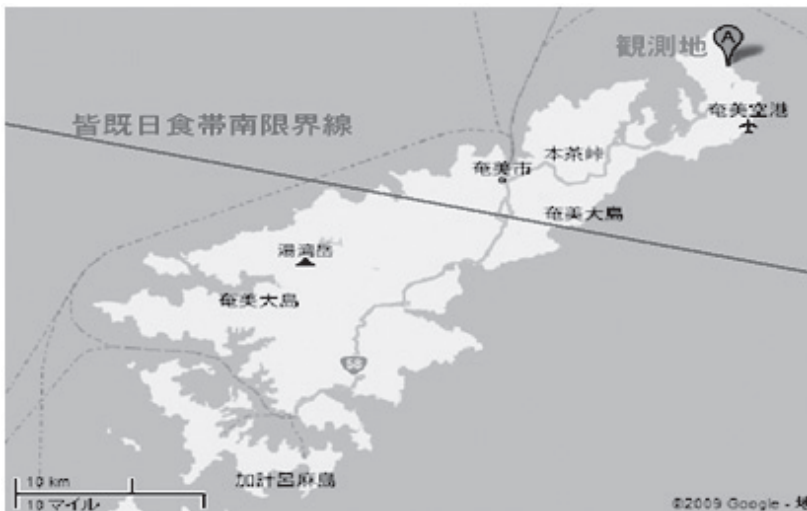 観測地
A
奄美空港
皆既日食帯南限界線
本茶峠
奄美市
奄美大島
湯湾岳
奄美大島
58
加計呂麻島
10 km
10 マイル
©2009 Google - 地